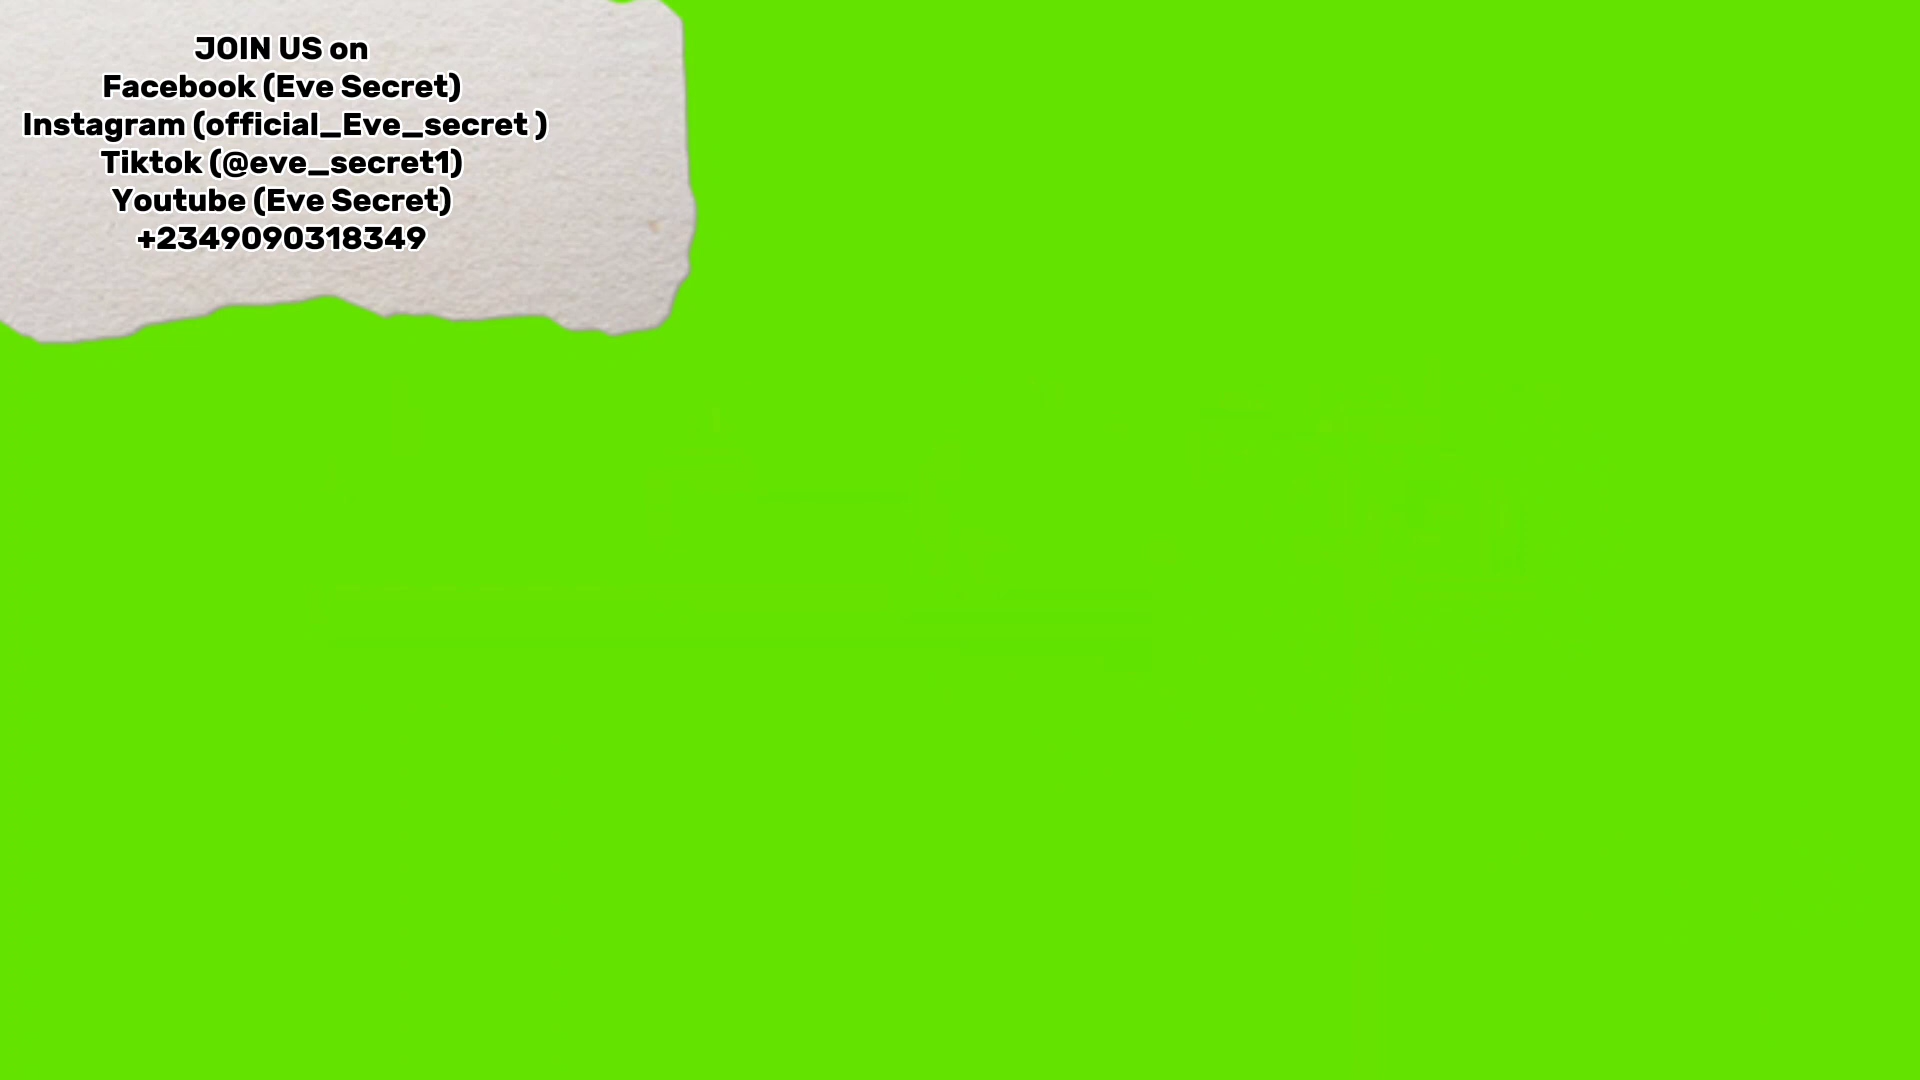 JOIN US on
Facebook (Eve Secret)
Instagram (official_Eve_secret )
Tiktok (@eve_secret1)
Youtube (Eve Secret)
+2349090318349